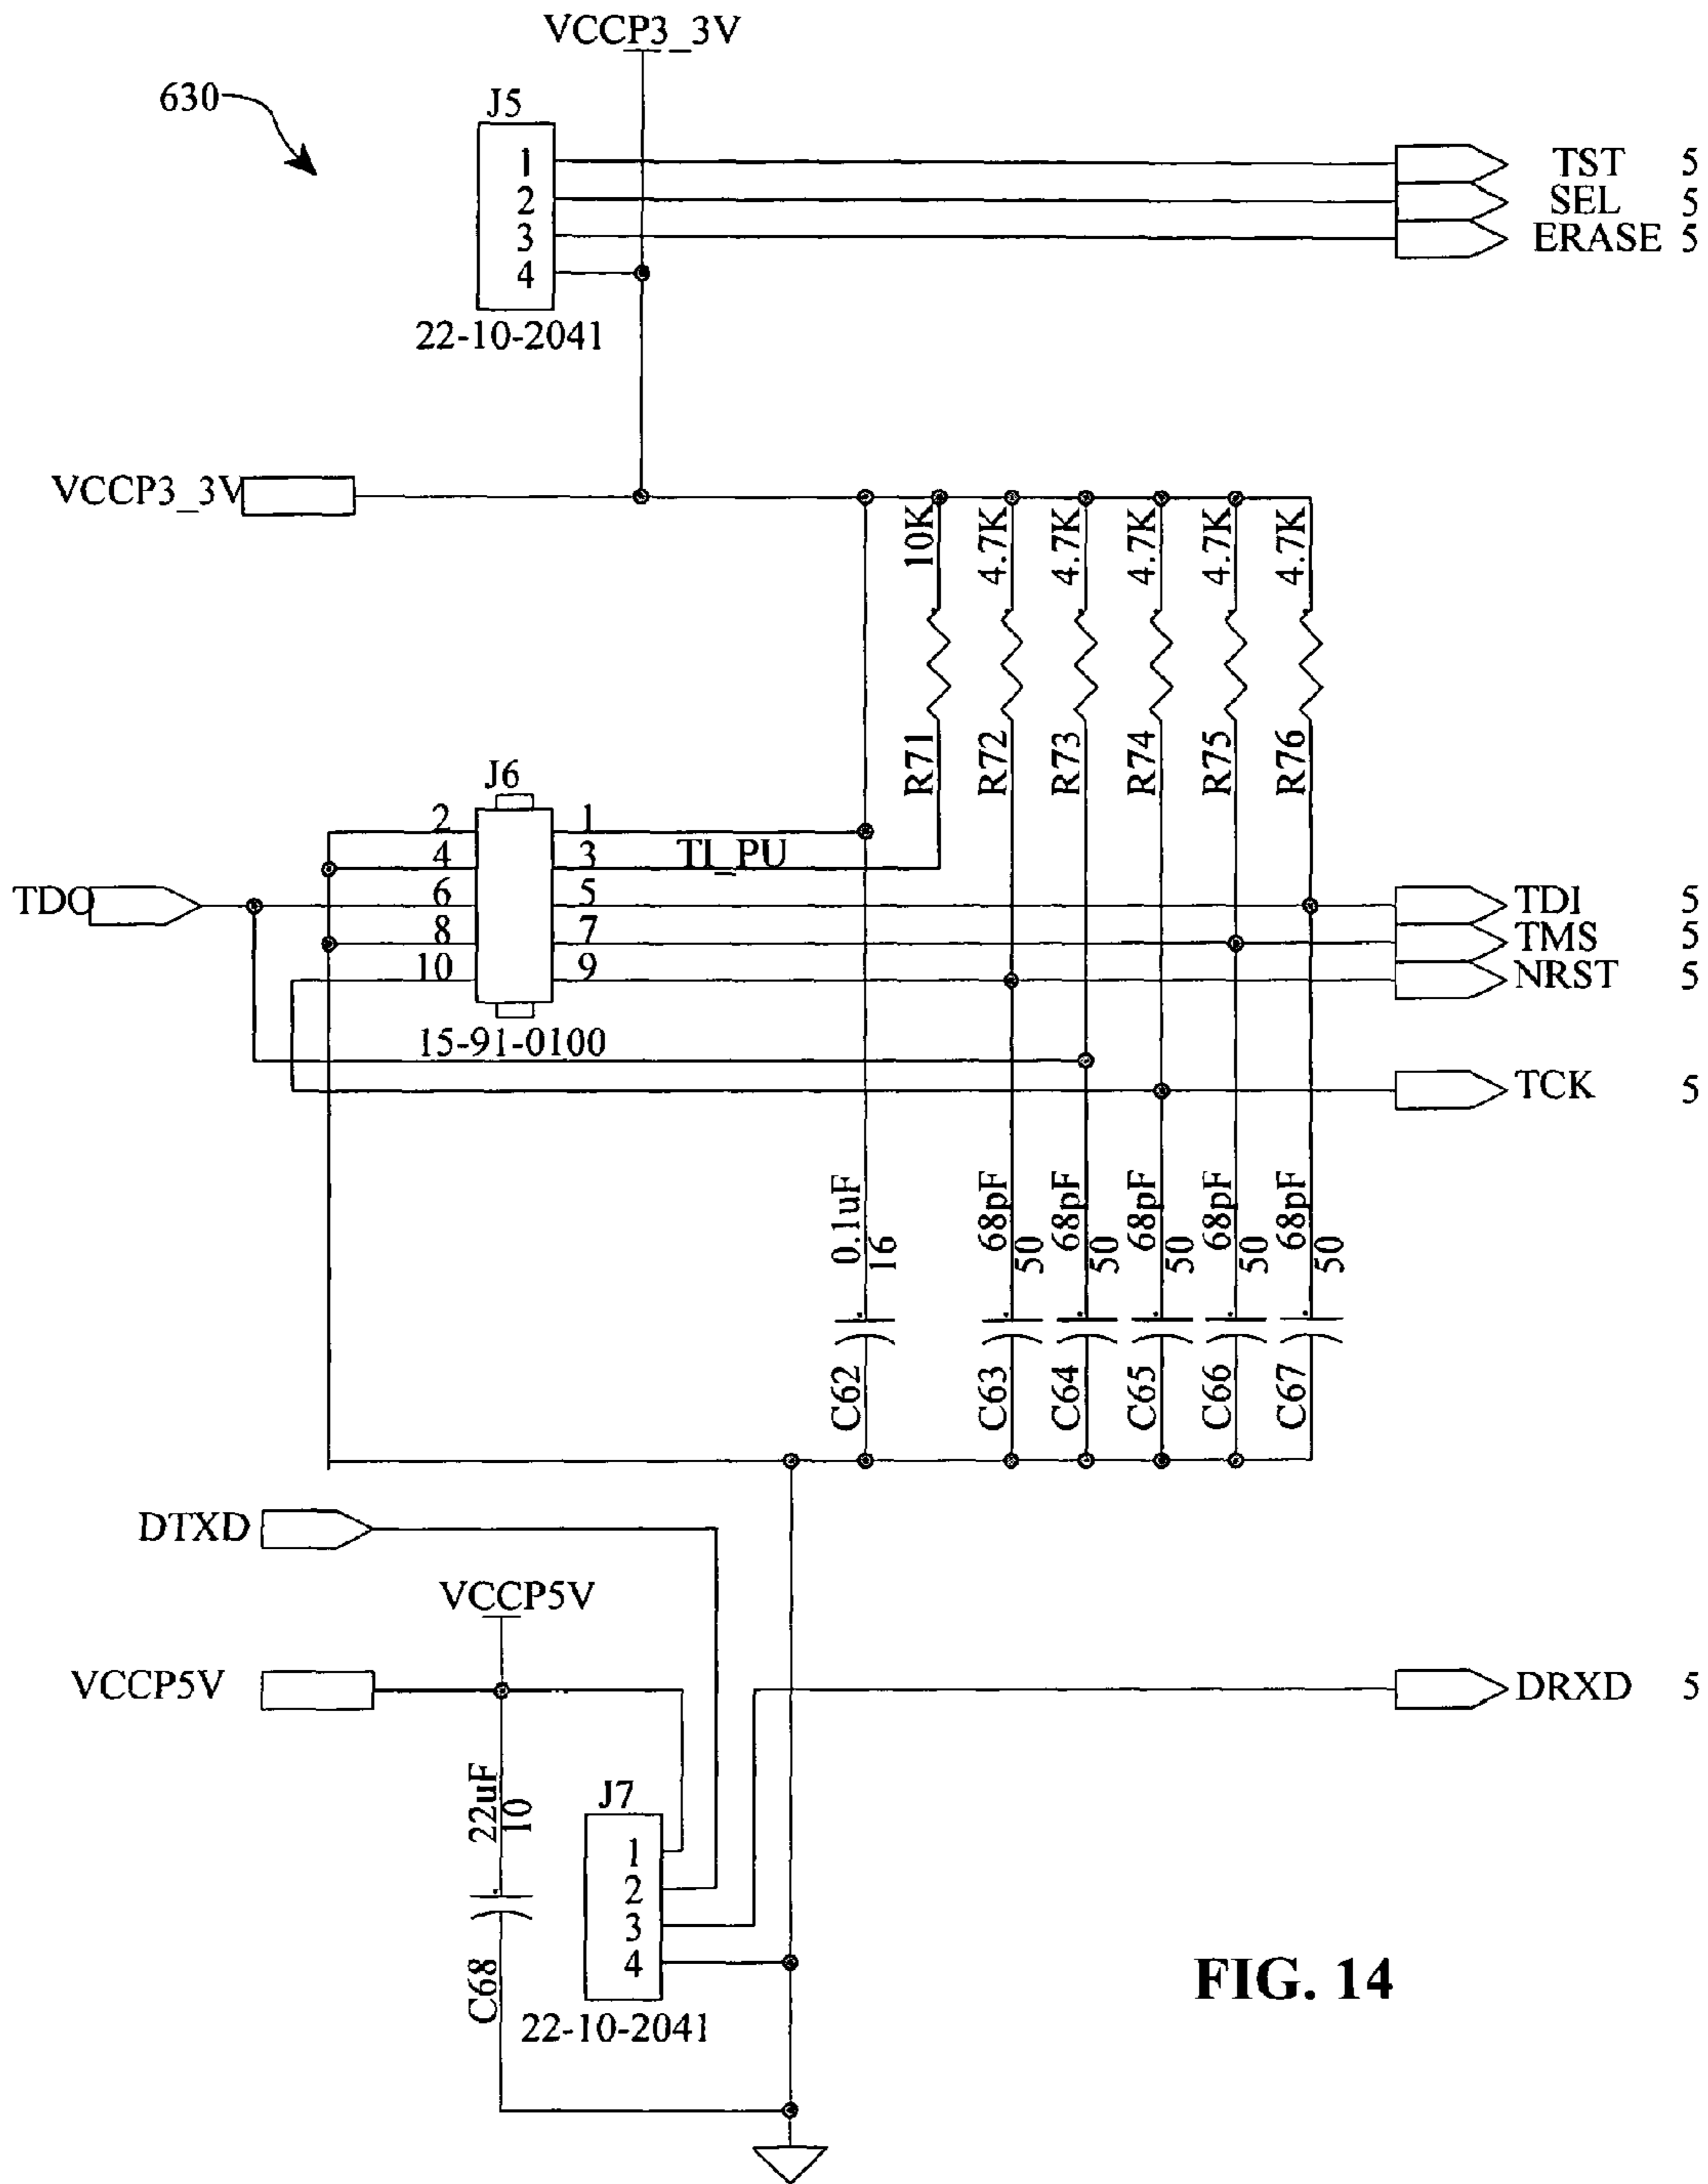 VCCP3_3V
630
J5
1
TST 5
2
SEL 5
3
ERASE 5
4
22-10-2041
VCCP3_3V
10K
4.7K
4.7K
4.7K
4.7K
4.7K
R71
R72
R73
R74
R75
R76
J6
2 1
4 3 TI_PU
TDO 6 5 TDI 5
8 7 TMS 5
10 9 NRST 5
15-91-0100
TCK 5
0.1uF
16
68pF
50
68pF
50
68pF
50
68pF
50
68pF
50
C62
C63
C64
C65
C66
C67
DTXD
VCCP5V
VCCP5V
DRXD 5
22uF
10
J7
1
2
3
4
C68
22-10-2041
FIG. 14